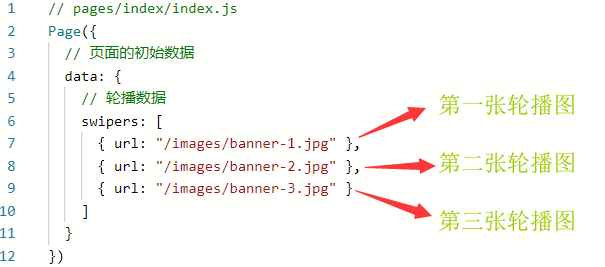 1 // pages/index/index.js
2 Page({
3 // 页面的初始数据
4 data: {
5 // 轮播数据
6 swipers: [
7 { url: "/images/banner-1.jpg" }, 第一张轮播图
8 { url: "/images/banner-2.jpg" }, 第二张轮播图
9 { url: "/images/banner-3.jpg" } 第三张轮播图
10 ]
11 }
12 })